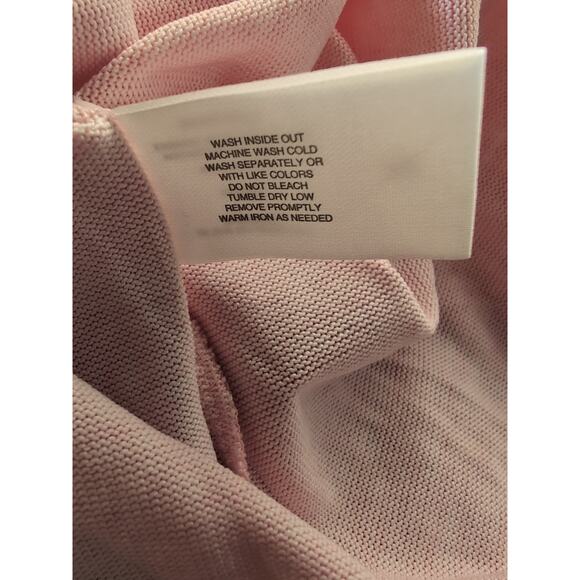 WASH INSIDE OUT
MACHINE WASH COLD
WASH SEPARATELY OR
WITH LIKE COLORS
DO NOT BLEACH
TUMBLE DRY LOW
REMOVE PROMPTLY
WARM IRON AS NEEDED